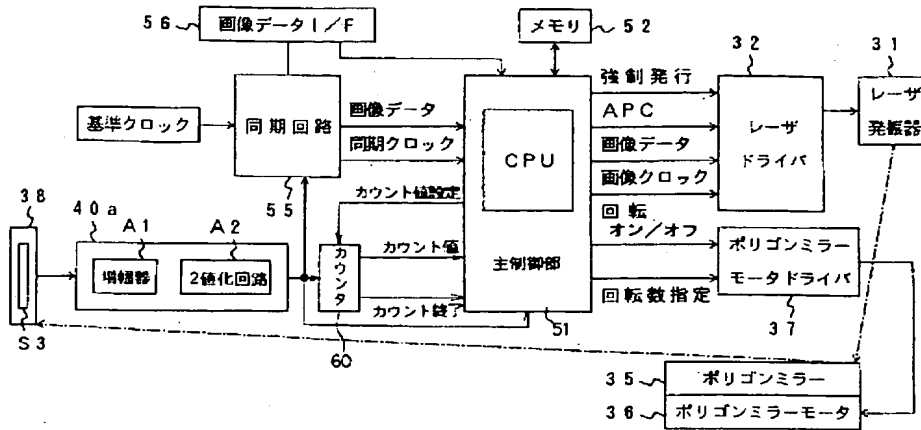 56
画像データI/F
メモリ
52
32
31
基準クロック
同期回路
画像データ
同期クロック
55
CPU
主制御部
51
強制発行
APC
画像データ
画像クロック
回転
オン/オフ
回転数指定
レーザ
ドライバ
レーザ
発振器
38
40a
A1
A2
増幅器
2値化回路
S3
カウント値設定
カウンタ
60
カウント値
カウント終了
ポリゴンミラー
モータドライバ
37
35
ポリゴンミラー
36
ポリゴンミラーモータ